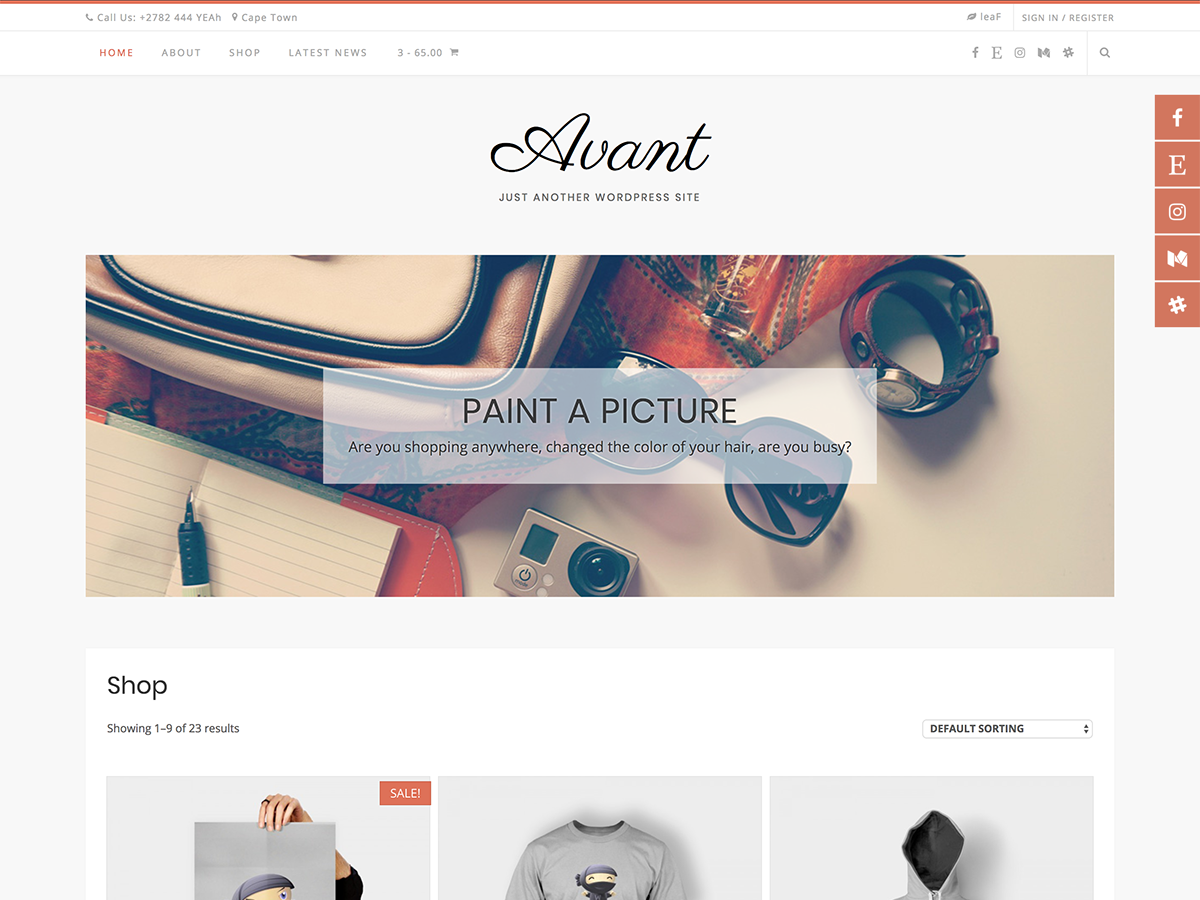 Call Us: +2782 444 YEAh Cape Town leaF SIGN IN / REGISTER
HOME ABOUT SHOP LATEST NEWS 3 - 65.00
Avant
JUST ANOTHER WORDPRESS SITE
PAINT A PICTURE
Are you shopping anywhere, changed the color of your hair, are you busy?
Shop
Showing 1–9 of 23 results
DEFAULT SORTING
SALE!